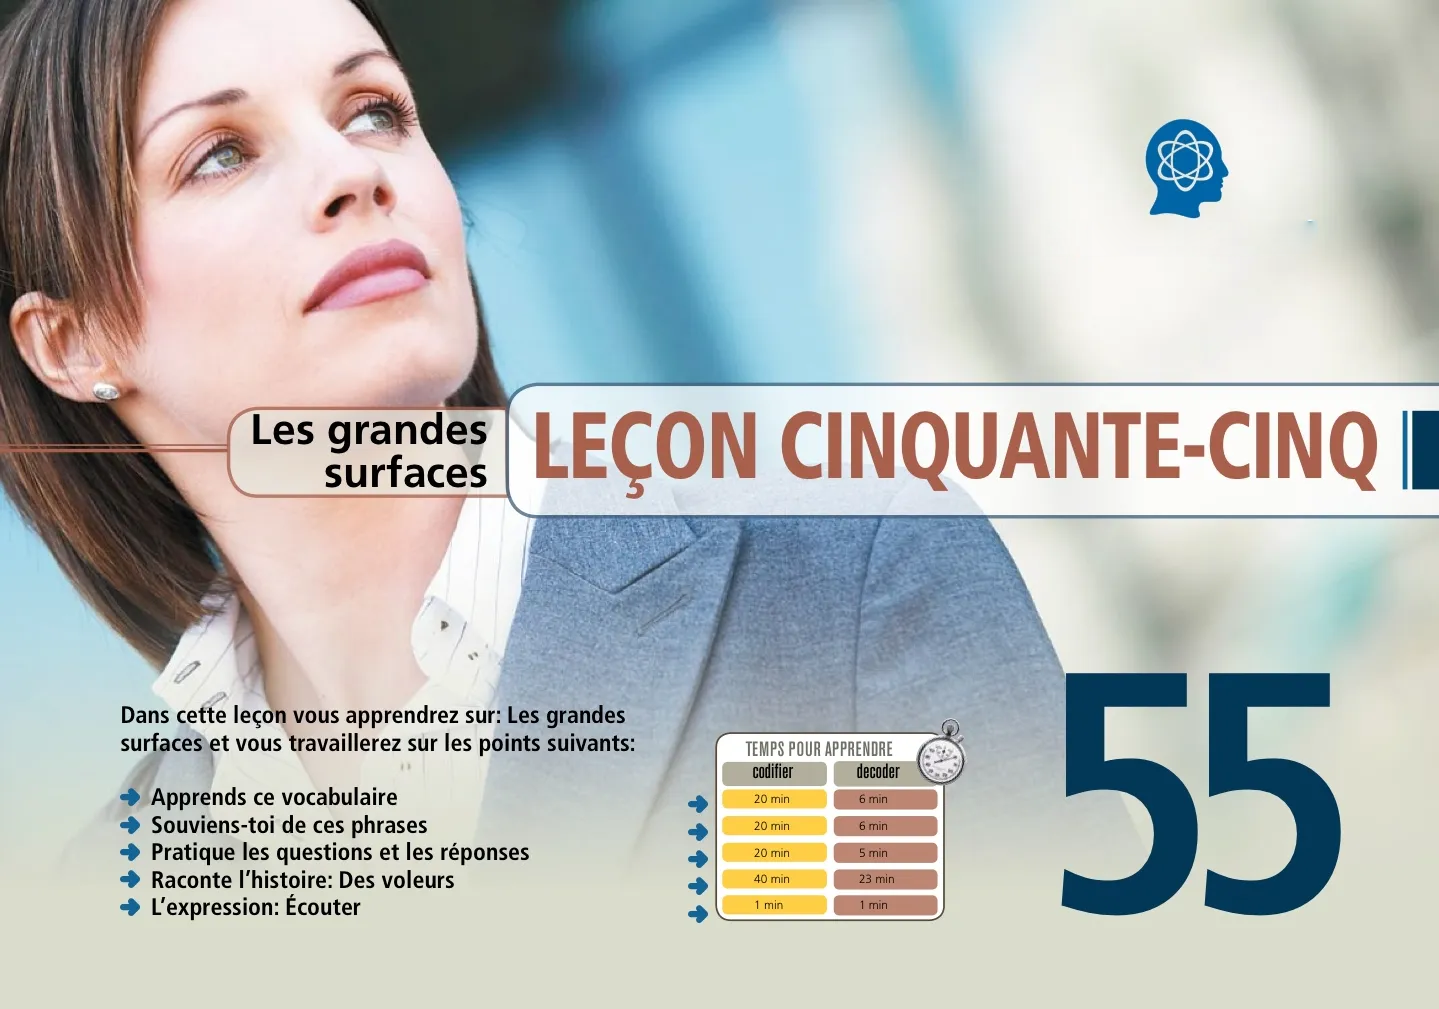 Les grandes
surfaces
LEÇON CINQUANTE-CINQ
Dans cette leçon vous apprendrez sur: Les grandes
surfaces et vous travaillerez sur les points suivants:
Apprends ce vocabulaire
Souviens-toi de ces phrases
Pratique les questions et les réponses
Raconte l’histoire: Des voleurs
L’expression: Écouter
TEMPS POUR APPRENDRE
codifier decoder
20 min 6 min
20 min 6 min
20 min 5 min
40 min 23 min
1 min 1 min
55